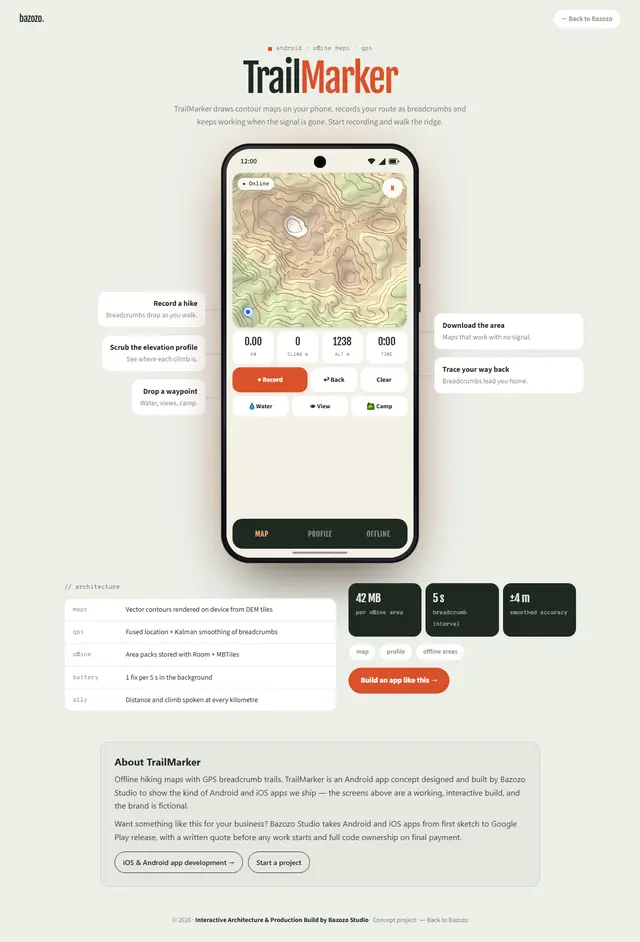 bazozo.
← Back to Bazozo
android · offline maps · gps
TrailMarker
TrailMarker draws contour maps on your phone, records your route as breadcrumbs and
keeps working when the signal is gone. Start recording and walk the ridge.
12:00
● Online
N
Record a hike
Breadcrumbs drop as you walk.
Scrub the elevation profile
See where each climb is.
Drop a waypoint
Water, views, camp.
Download the area
Maps that work with no signal.
Trace your way back
Breadcrumbs lead you home.
0.00
KM
0
CLIMB M
1238
ALT M
0:00
TIME
● Record
↩ Back
Clear
💧 Water
👁 View
🏕 Camp
MAP
PROFILE
OFFLINE
// architecture
maps Vector contours rendered on device from DEM tiles
gps Fused location + Kalman smoothing of breadcrumbs
offline Area packs stored with Room + MBTiles
battery 1 fix per 5 s in the background
a11y Distance and climb spoken at every kilometre
42 MB
per offline area
5 s
breadcrumb
interval
±4 m
smoothed accuracy
map
profile
offline areas
Build an app like this →
About TrailMarker
Offline hiking maps with GPS breadcrumb trails. TrailMarker is an Android app concept designed and built by Bazozo
Studio to show the kind of Android and iOS apps we ship — the screens above are a working, interactive build, and
the brand is fictional.
Want something like this for your business? Bazozo Studio takes Android and iOS apps from first sketch to Google
Play release, with a written quote before any work starts and full code ownership on final payment.
iOS & Android app development →
Start a project
© 2026 · Interactive Architecture & Production Build by Bazozo Studio · Concept project · ← Back to Bazozo